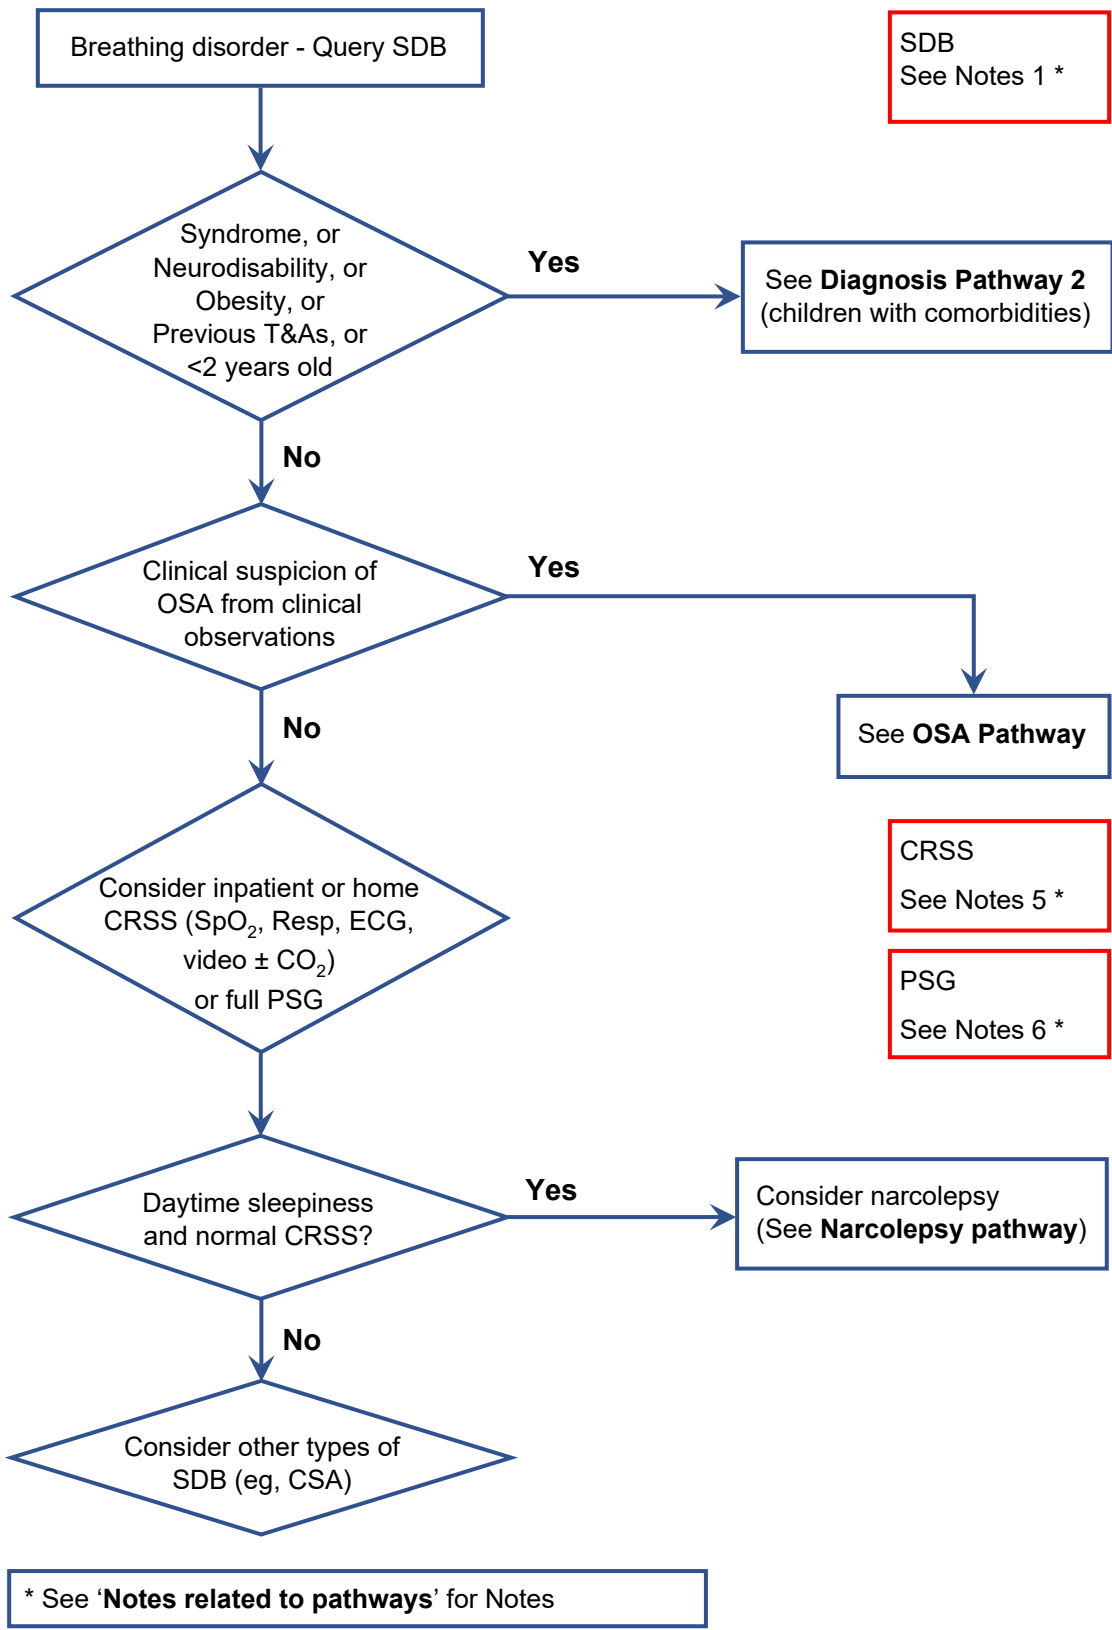 Breathing disorder - Query SDB
SDB
See Notes 1 *
Syndrome, or
Neurodisability, or
Obesity, or
Previous T&As, or
<2 years old
Yes
See Diagnosis Pathway 2
(children with comorbidities)
No
Clinical suspicion of
OSA from clinical
observations
Yes
See OSA Pathway
No
Consider inpatient or home
CRSS (SpO₂, Resp, ECG,
video ± CO₂)
or full PSG
CRSS
See Notes 5 *
PSG
See Notes 6 *
Daytime sleepiness
and normal CRSS?
Yes
Consider narcolepsy
(See Narcolepsy pathway)
No
Consider other types of
SDB (eg, CSA)
* See ‘Notes related to pathways’ for Notes